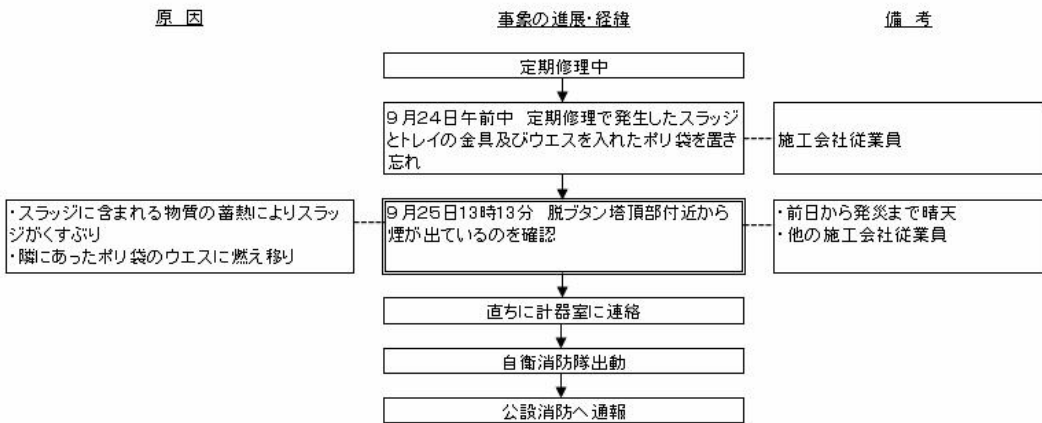 原 因
事象の進展・経緯
備 考
定期修理中
9月24日午前中 定期修理で発生したスラッジ
とトレイの金具及びウエスを入れたポリ袋を置き
忘れ
施工会社従業員
・スラッジに含まれる物質の蓄熱によりスラッ
ジがくすぶり
・隣にあったポリ袋のウエスに燃え移り
9月25日13時13分 脱ブタン塔頂部付近から
煙が出ているのを確認
・前日から発災まで晴天
・他の施工会社従業員
直ちに計器室に連絡
自衛消防隊出動
公設消防へ通報